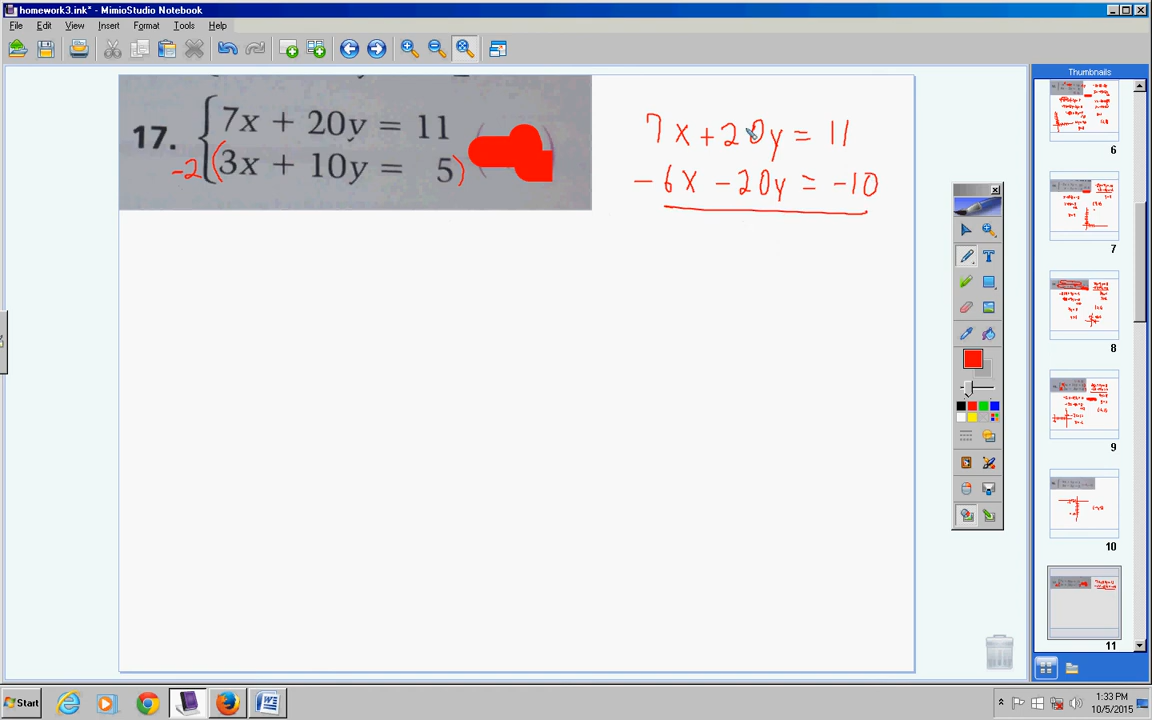 homework3.ink* - MimioStudio Notebook
File Edit View Insert Format Tools Help
Thumbnails
17. 7x + 20y = 11
-2(3x + 10y = 5)
7x+20y = 11
-6x -20y = -10
6
7
8
9
10
11
Start
1:33 PM
10/5/2015